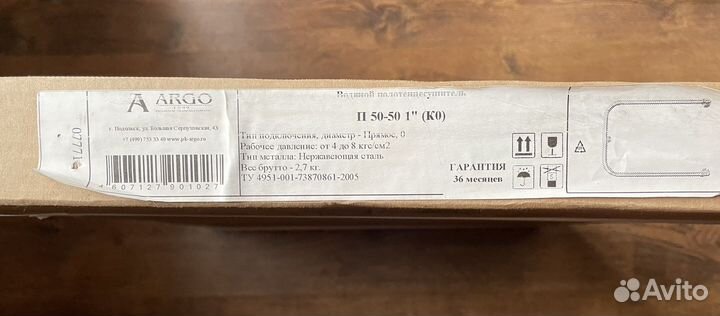 ARGO
г. Подольск, ул. Большая Серпуховская, 43
+7 (490) 753 33 40 www.pk-argo.ru
4607127901027
Водяной полотенцесушитель
П 50-50 1" (К0)
Тип подключения, диаметр - Прямое, 0
Рабочее давление: от 4 до 8 кгс/см2
Тип металла: Нержавеющая сталь
Вес брутто - 2,7 кг.
ТУ 4951-001-73870861-2005
ГАРАНТИЯ
36 месяцев
Avito